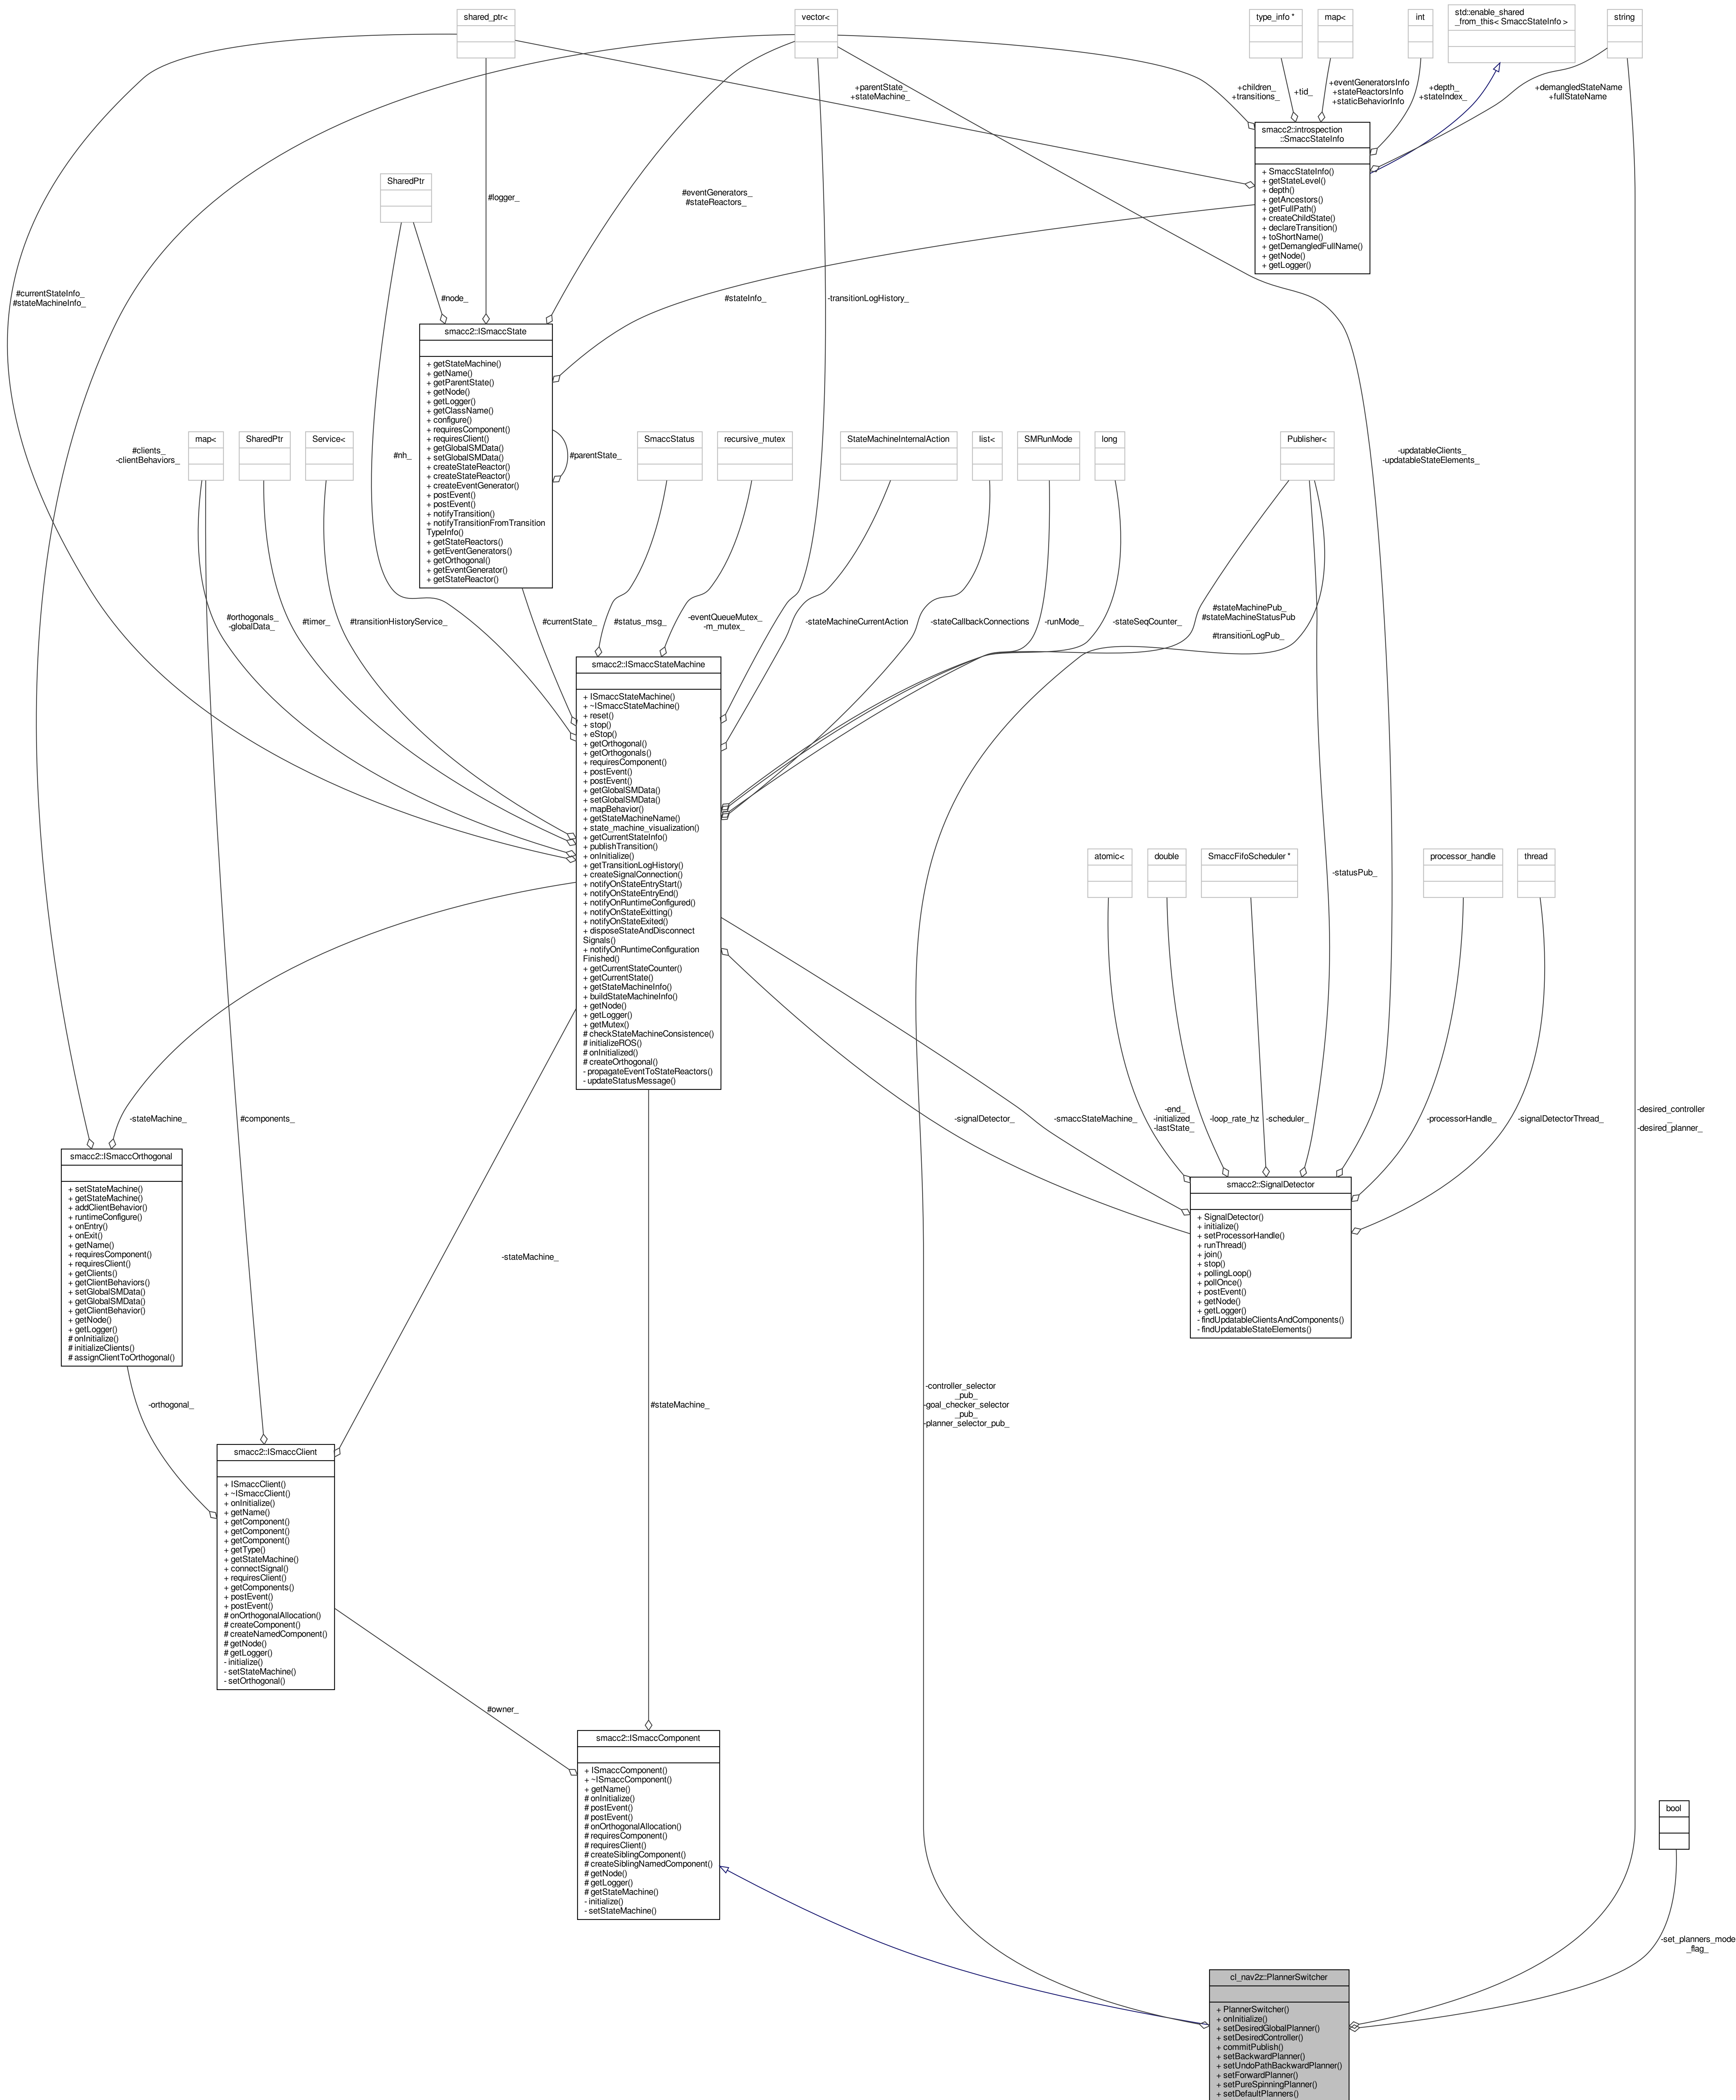 shared_ptr<
vector<
type_info *
map<
int
std::enable_shared
_from_this< SmaccStateInfo >
string
+parentState_
+stateMachine_
+children_
+transitions_
+tid_
+eventGeneratorsInfo
+stateReactorsInfo
+staticBehaviorInfo
+depth_
+stateIndex_
+demangledStateName
+fullStateName
smacc2::introspection
::SmaccStateInfo
+ SmaccStateInfo()
+ getStateLevel()
+ depth()
+ getAncestors()
+ getFullPath()
+ createChildState()
+ declareTransition()
+ toShortName()
+ getDemangledFullName()
+ getNode()
+ getLogger()
SharedPtr
#logger_
#eventGenerators_
#stateReactors_
#currentStateInfo_
#stateMachineInfo_
#node_
#stateInfo_
-transitionLogHistory_
smacc2::ISmaccState
+ getStateMachine()
+ getName()
+ getParentState()
+ getNode()
+ getLogger()
+ getClassName()
+ configure()
+ requiresComponent()
+ requiresClient()
+ getGlobalSMData()
+ setGlobalSMData()
+ createStateReactor()
+ createStateReactor()
+ createEventGenerator()
+ postEvent()
+ postEvent()
+ notifyTransition()
+ notifyTransitionFromTransition
TypeInfo()
+ getStateReactors()
+ getEventGenerators()
+ getOrthogonal()
+ getEventGenerator()
+ getStateReactor()
#clients_
-clientBehaviors_
map<
SharedPtr
Service<
#nh_
#parentState_
SmaccStatus
recursive_mutex
StateMachineInternalAction
list<
SMRunMode
long
Publisher<
-updatableClients_
-updatableStateElements_
#orthogonals_
-globalData_
#timer_
#transitionHistoryService_
#currentState_
#status_msg_
-eventQueueMutex_
-m_mutex_
-stateMachineCurrentAction
-stateCallbackConnections
-runMode_
-stateSeqCounter_
#stateMachinePub_
#stateMachineStatusPub
_
#transitionLogPub_
smacc2::ISmaccStateMachine
+ ISmaccStateMachine()
+ ~ISmaccStateMachine()
+ reset()
+ stop()
+ eStop()
+ getOrthogonal()
+ getOrthogonals()
+ requiresComponent()
+ postEvent()
+ postEvent()
+ getGlobalSMData()
+ setGlobalSMData()
+ mapBehavior()
+ getStateMachineName()
+ state_machine_visualization()
+ getCurrentStateInfo()
+ publishTransition()
+ onInitialize()
+ getTransitionLogHistory()
+ createSignalConnection()
+ notifyOnStateEntryStart()
+ notifyOnStateEntryEnd()
+ notifyOnRuntimeConfigured()
+ notifyOnStateExitting()
+ notifyOnStateExited()
+ disposeStateAndDisconnect
Signals()
+ notifyOnRuntimeConfiguration
Finished()
+ getCurrentStateCounter()
+ getCurrentState()
+ getStateMachineInfo()
+ buildStateMachineInfo()
+ getNode()
+ getLogger()
+ getMutex()
# checkStateMachineConsistence()
# initializeROS()
# onInitialized()
# createOrthogonal()
- propagateEventToStateReactors()
- updateStatusMessage()
atomic<
double
SmaccFifoScheduler *
-statusPub_
processor_handle
thread
-stateMachine_
#components_
-signalDetector_
-smaccStateMachine_
-end_
-initialized_
-lastState_
-loop_rate_hz
-scheduler_
-processorHandle_
-signalDetectorThread_
-desired_controller
_
-desired_planner_
smacc2::ISmaccOrthogonal
+ setStateMachine()
+ getStateMachine()
+ addClientBehavior()
+ runtimeConfigure()
+ onEntry()
+ onExit()
+ getName()
+ requiresComponent()
+ requiresClient()
+ getClients()
+ getClientBehaviors()
+ setGlobalSMData()
+ getGlobalSMData()
+ getClientBehavior()
+ getNode()
+ getLogger()
# onInitialize()
# initializeClients()
# assignClientToOrthogonal()
smacc2::SignalDetector
+ SignalDetector()
+ initialize()
+ setProcessorHandle()
+ runThread()
+ join()
+ stop()
+ pollingLoop()
+ pollOnce()
+ postEvent()
+ getNode()
+ getLogger()
- findUpdatableClientsAndComponents()
- findUpdatableStateElements()
-stateMachine_
-orthogonal_
#stateMachine_
-controller_selector
_pub_
-goal_checker_selector
_pub_
-planner_selector_pub_
smacc2::ISmaccClient
+ ISmaccClient()
+ ~ISmaccClient()
+ onInitialize()
+ getName()
+ getComponent()
+ getComponent()
+ getComponent()
+ getType()
+ getStateMachine()
+ connectSignal()
+ requiresClient()
+ getComponents()
+ postEvent()
+ postEvent()
# onOrthogonalAllocation()
# createComponent()
# createNamedComponent()
# getNode()
# getLogger()
- initialize()
- setStateMachine()
- setOrthogonal()
#owner_
smacc2::ISmaccComponent
+ ISmaccComponent()
+ ~ISmaccComponent()
+ getName()
# onInitialize()
# postEvent()
# postEvent()
# onOrthogonalAllocation()
# requiresComponent()
# requiresClient()
# createSiblingComponent()
# createSiblingNamedComponent()
# getNode()
# getLogger()
# getStateMachine()
- initialize()
- setStateMachine()
bool
-set_planners_mode
_flag_
cl_nav2z::PlannerSwitcher
+ PlannerSwitcher()
+ onInitialize()
+ setDesiredGlobalPlanner()
+ setDesiredController()
+ commitPublish()
+ setBackwardPlanner()
+ setUndoPathBackwardPlanner()
+ setForwardPlanner()
+ setPureSpinningPlanner()
+ setDefaultPlanners()